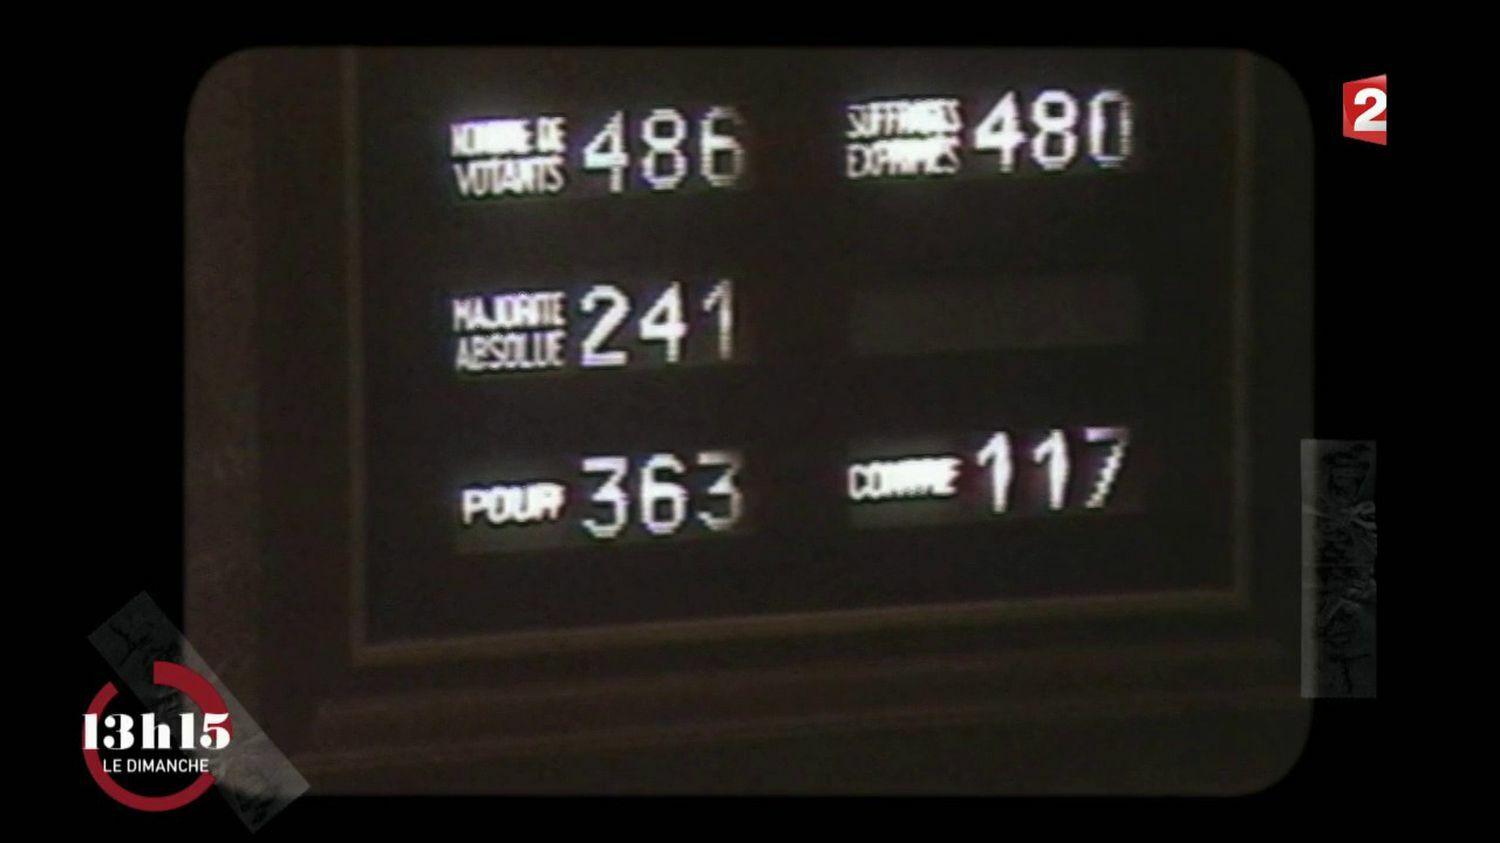 NOMBRE DE
VOTANTS 486
SUFFRAGES
EXPRIMES 480
MAJORITE
ABSOLUE 241
POUR 363
CONTRE 117
2
13h15
LE DIMANCHE